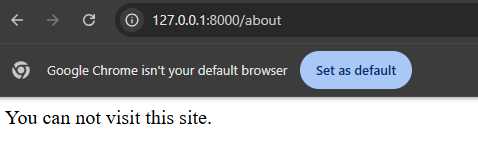 127.0.0.1:8000/about
Google Chrome isn't your default browser Set as default
You can not visit this site.